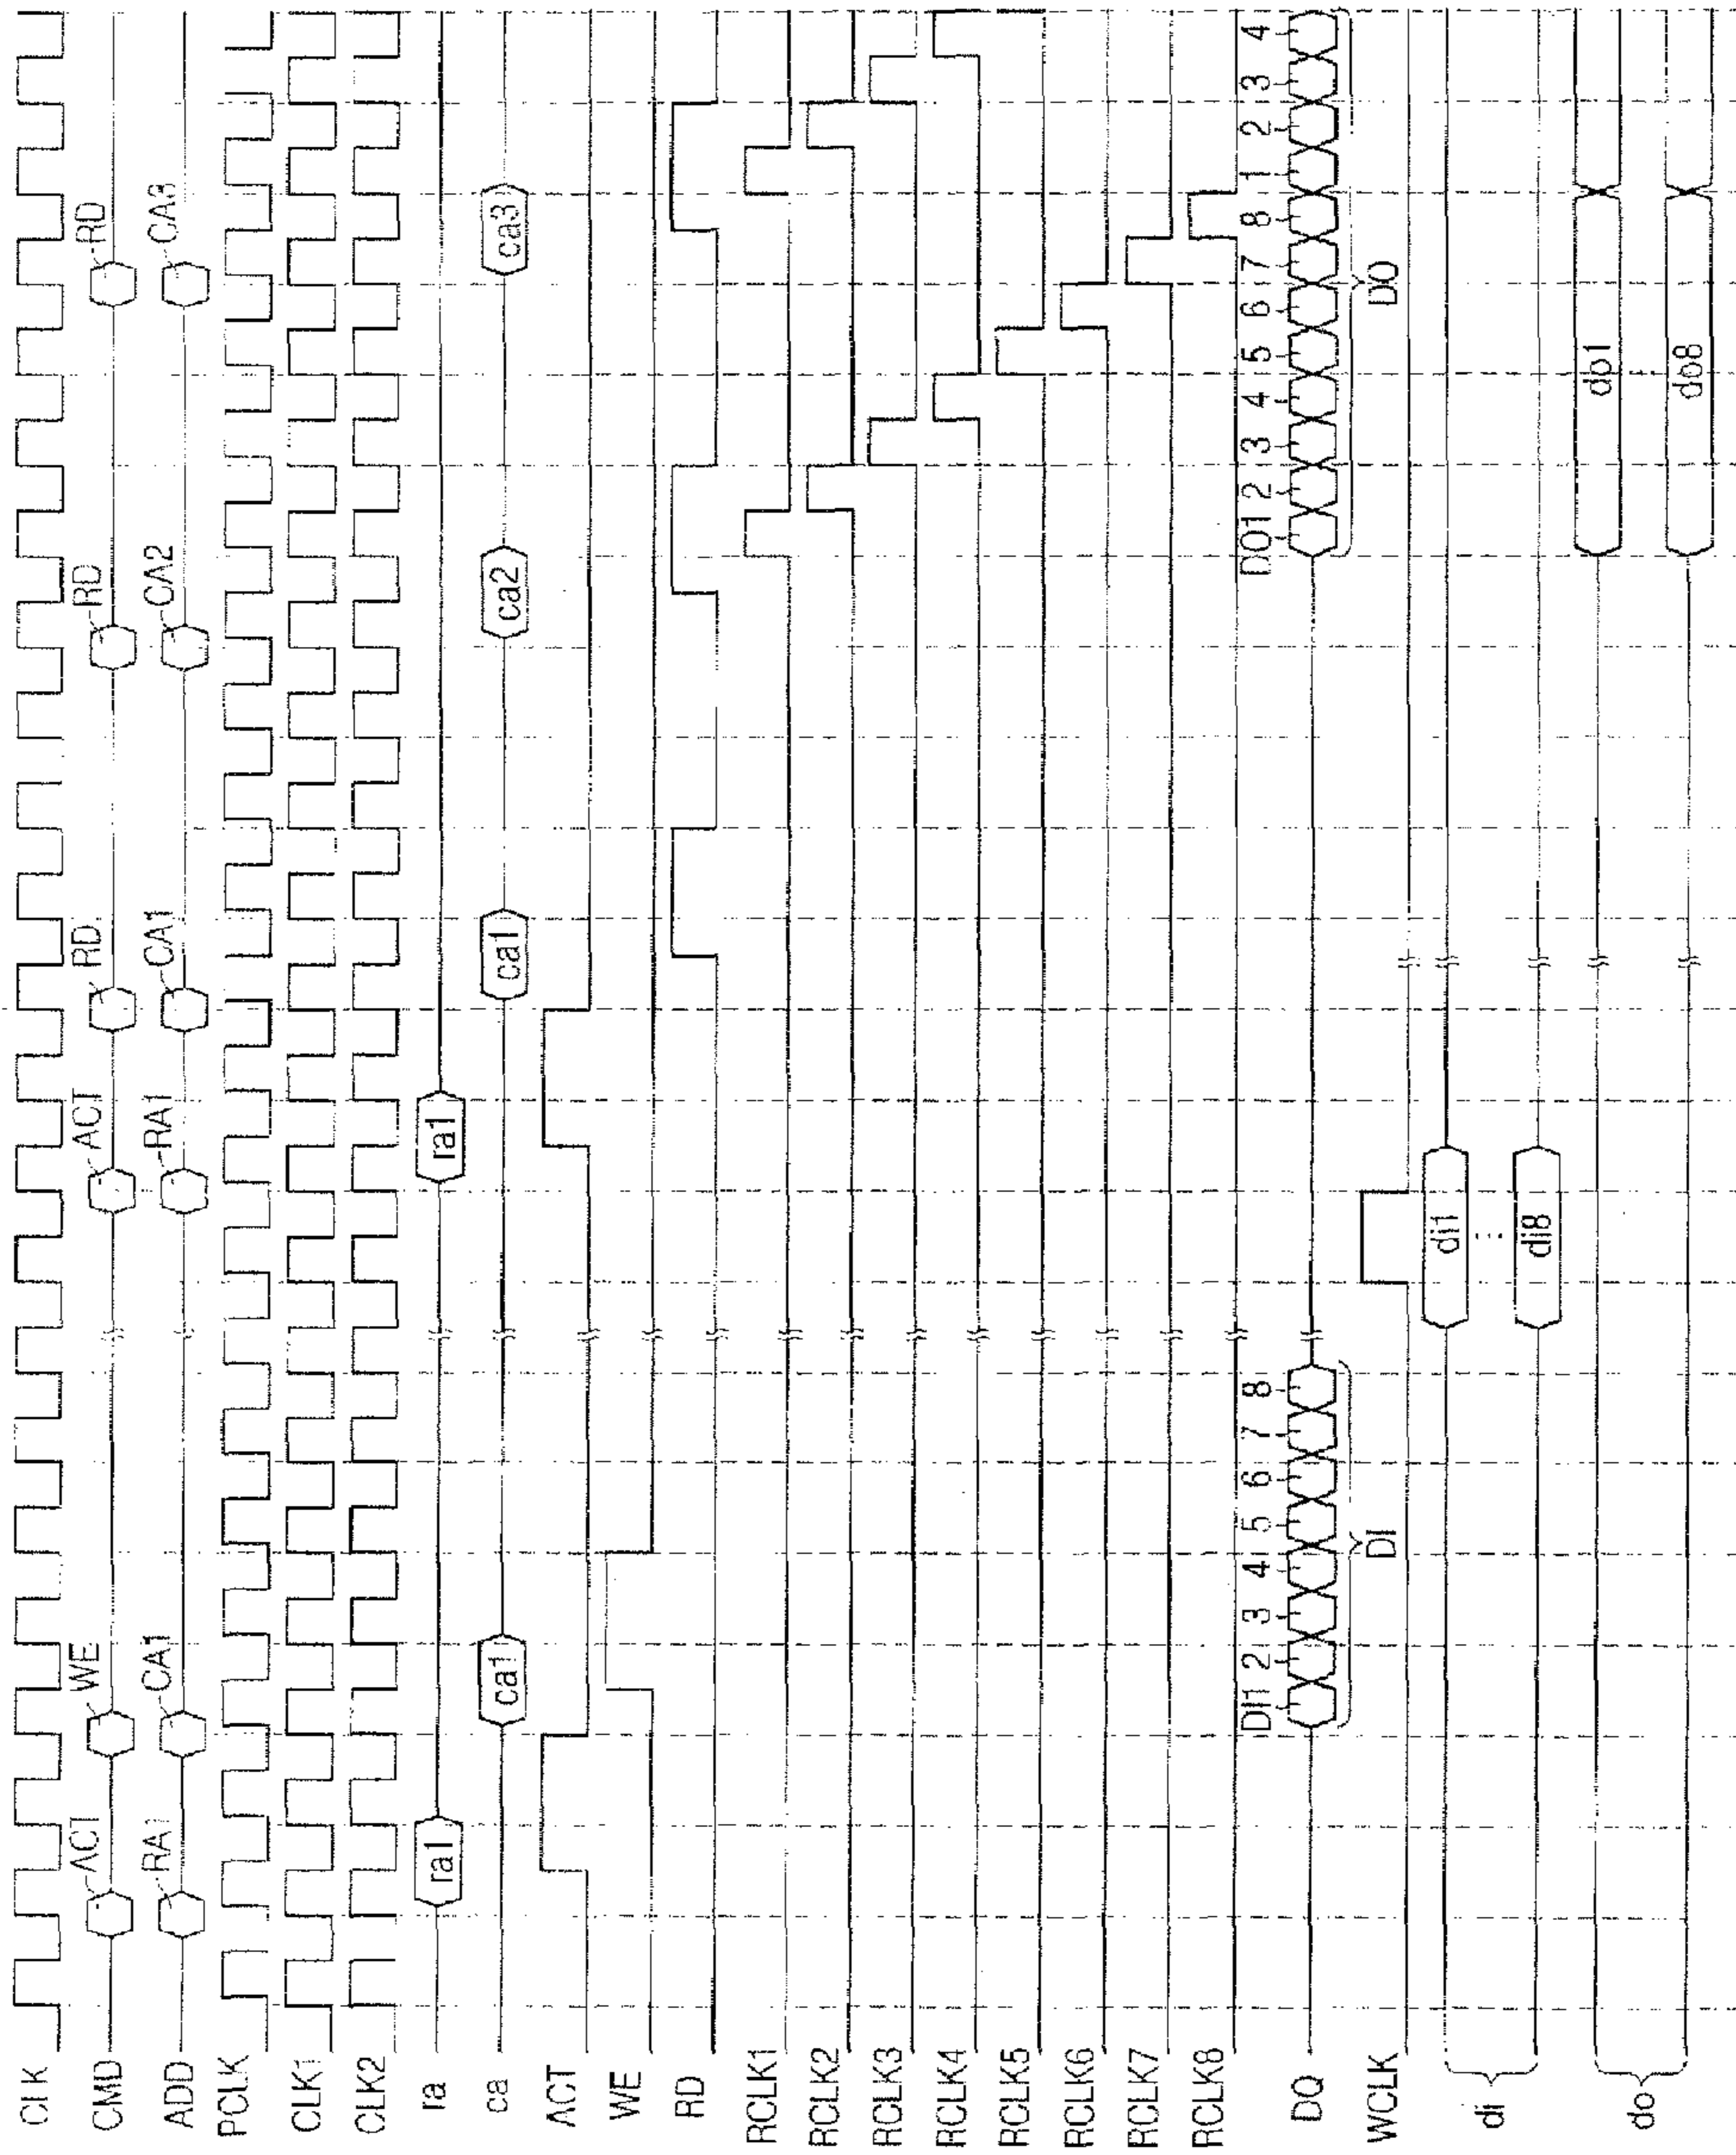 CLK
CMD ACT WE ACT RD RD RD
ADD RA1 CA1 RA1 CA1 CA2 CA3
PCLK
CLK1
CLK2
ra ra1 ra1
ca ca1 ca1 ca2 ca3
ACT
WE
RD
RCLK1
RCLK2
RCLK3
RCLK4
RCLK5
RCLK6
RCLK7
RCLK8
DI1 2 3 4 5 6 7 8 DO1 2 3 4 5 6 7 8 1 2 3 4
DQ
DI DO
WCLK
di di1
di8
do do1
do8